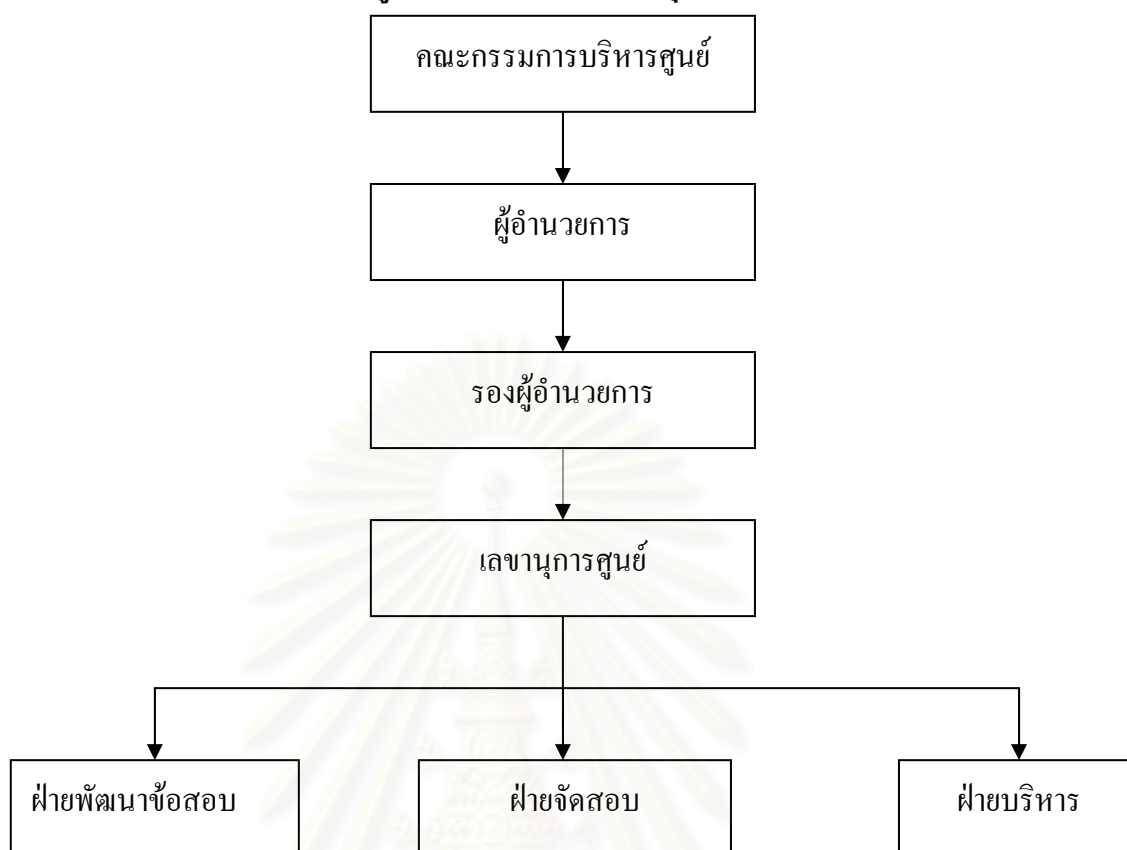 คณะกรรมการบริหารศูนย์
ผู้อำนวยการ
รองผู้อำนวยการ
เลขานุการศูนย์
ฝ่ายพัฒนาข้อสอบ
ฝ่ายจัดสอบ
ฝ่ายบริหาร